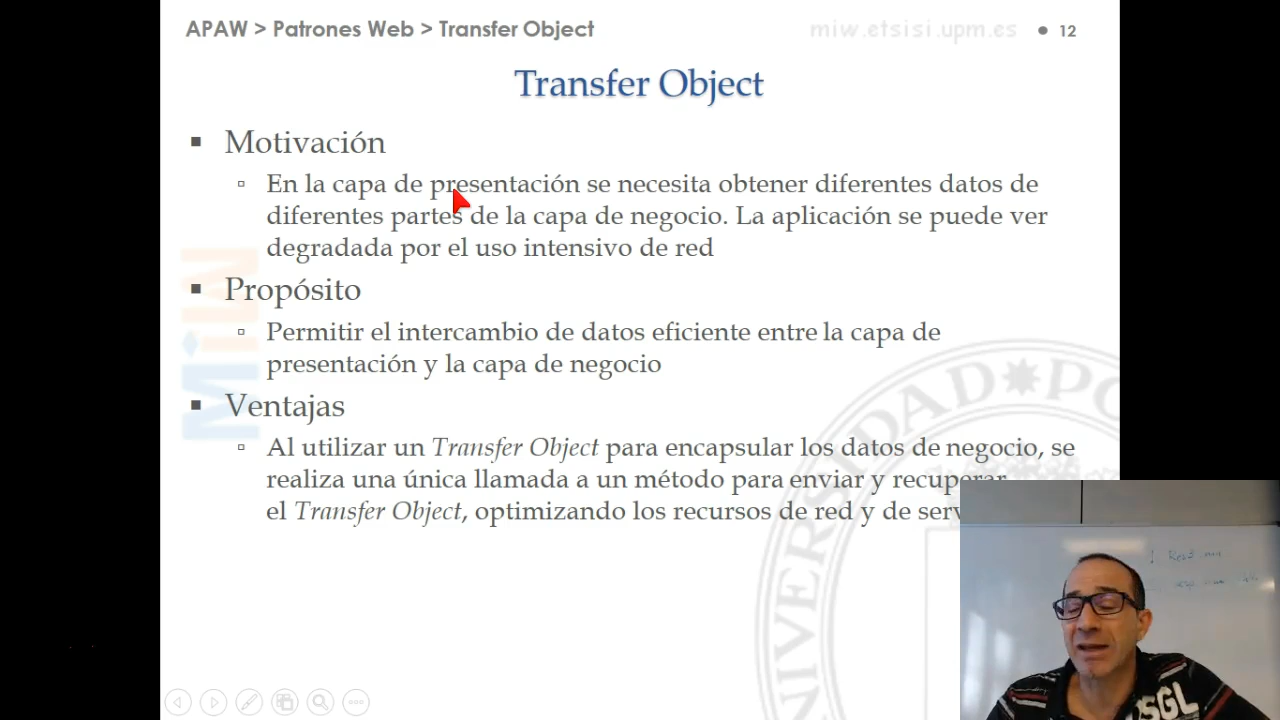 APAW > Patrones Web > Transfer Object
miw.etsisi.upm.es
12
Transfer Object
Motivación
En la capa de presentación se necesita obtener diferentes datos de
diferentes partes de la capa de negocio. La aplicación se puede ver
degradada por el uso intensivo de red
Propósito
Permitir el intercambio de datos eficiente entre la capa de
presentación y la capa de negocio
Ventajas
Al utilizar un Transfer Object para encapsular los datos de negocio, se
realiza una única llamada a un método para enviar y recuperar
el Transfer Object, optimizando los recursos de red y de
MiW
UNIVERSIDAD
SGL